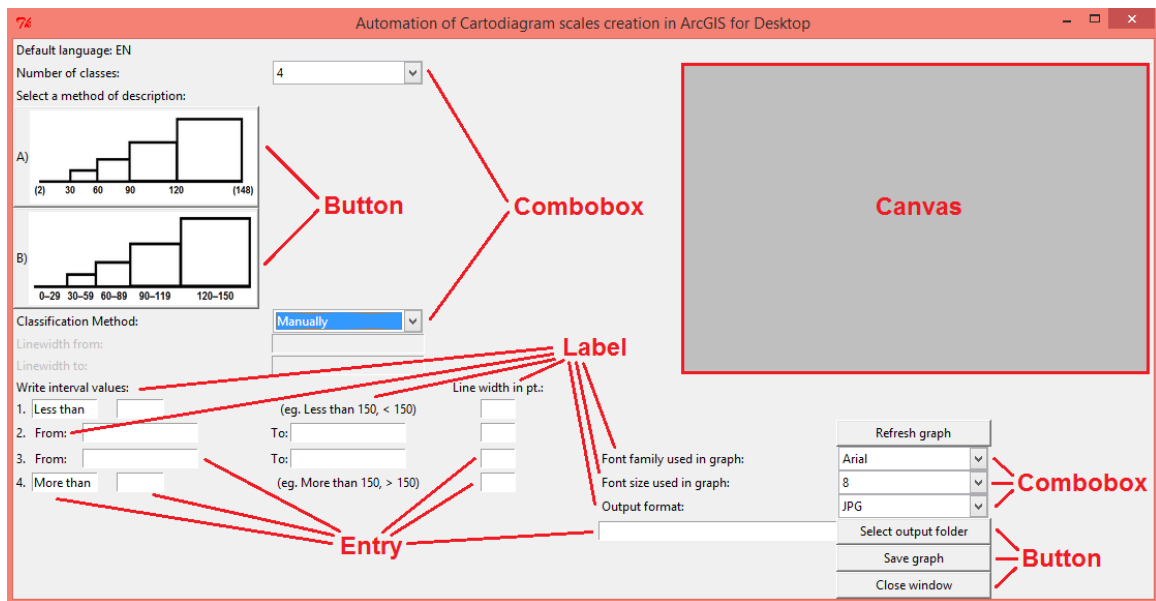 Automation of Cartodiagram scales creation in ArcGIS for Desktop
Default language: EN
Number of classes:
4
Select a method of description:
A)
(2) 30 60 90 120 (148)
B)
0–29 30–59 60–89 90–119 120–150
Button
Combobox
Canvas
Classification Method:
Manually
Linewidth from:
Linewidth to:
Label
Write interval values:
Line width in pt.:
1. Less than (eg. Less than 150, < 150)
2. From: To:
3. From: To:
4. More than (eg. More than 150, > 150)
Entry
Refresh graph
Font family used in graph: Arial
Font size used in graph: 8
Output format: JPG
Combobox
Select output folder
Save graph
Close window
Button